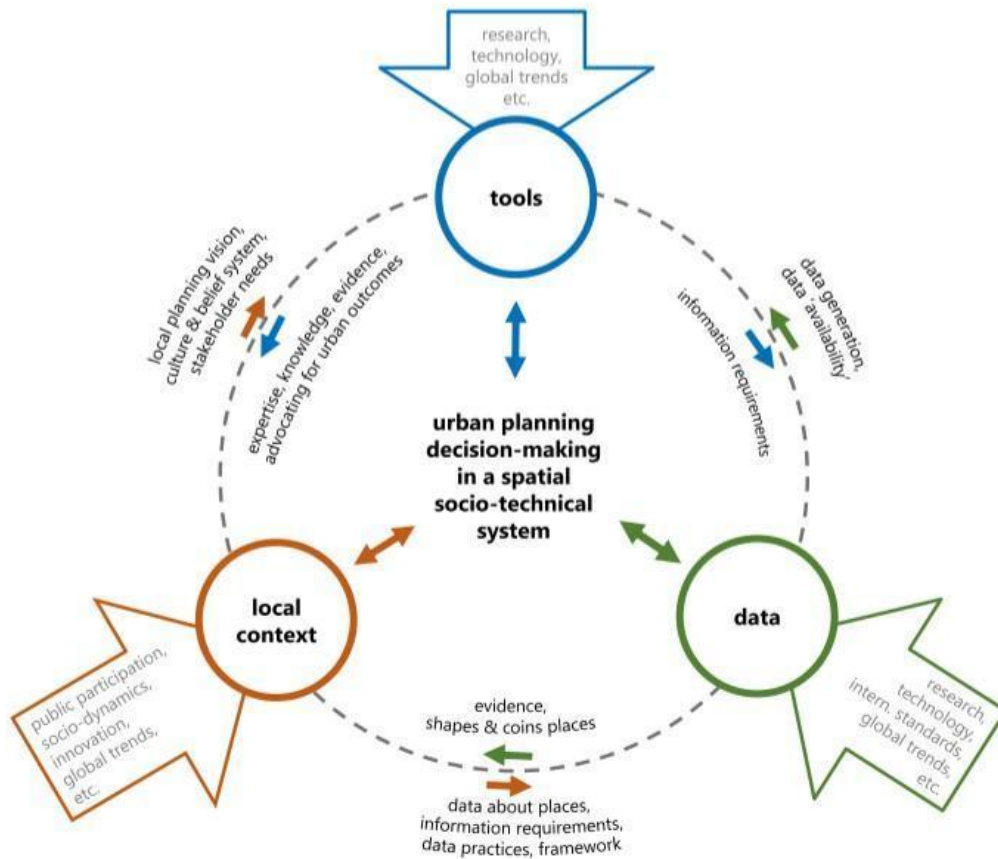 research,
technology,
global trends
etc.
tools
local planning vision,
culture & belief system,
stakeholder needs
expertise, knowledge, evidence,
advocating for urban outcomes
data generation,
data 'availability'
information requirements
urban planning
decision-making
in a spatial
socio-technical
system
local
context
data
public participation,
socio-dynamics,
innovation,
global trends,
etc.
research,
technology,
intern. standards,
global trends,
etc.
evidence,
shapes & coins places
data about places,
information requirements,
data practices, framework